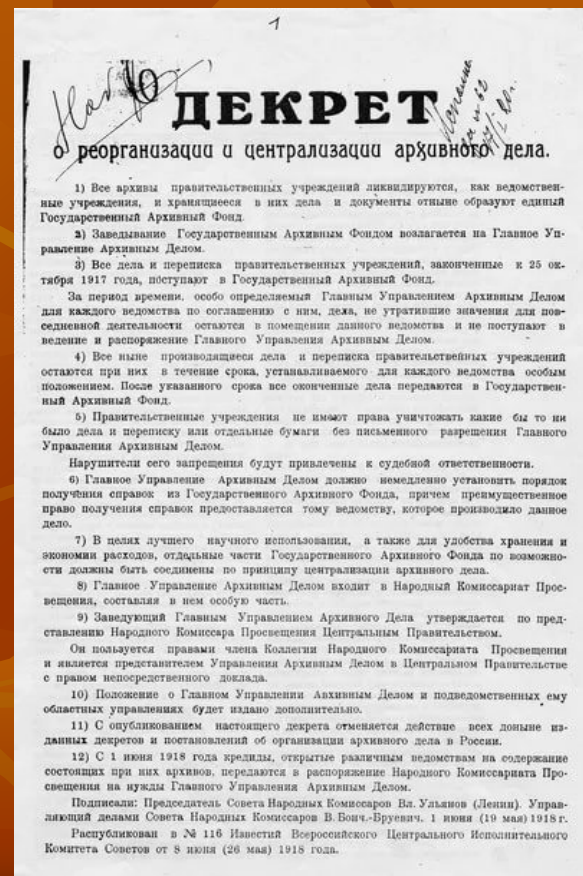 1
ДЕКРЕТ
о реорганизации и централизации архивного дела.
1) Все архивы правительственных учреждений ликвидируются, как ведомствен-
ные учреждения, и хранящиеся в них дела и документы отныне образуют единый
Государственный Архивный Фонд.
2) Заведывание Государственным Архивным Фондом возлагается на Главное Уп-
равление Архивным Делом.
3) Все дела и переписка правительственных учреждений, законченные к 25 ок-
тября 1917 года, поступают в Государственный Архивный Фонд.
За период времени, особо определяемый Главным Управлением Архивным Делом
для каждого ведомства по соглашению с ним, дела, не утратившие значения для пов-
седневной деятельности остаются в помещении данного ведомства и не поступают в
ведение и распоряжение Главного Управления Архивным Делом.
4) Все ныне производящиеся дела и переписка правительственных учреждений
остаются при них в течение срока, устанавливаемого для каждого ведомства особым
положением. После указанного срока все оконченные дела передаются в Государствен-
ный Архивный Фонд.
5) Правительственные учреждения не имеют права уничтожать какие бы то ни
было дела и переписку или отдельные бумаги без письменного разрешения Главного
Управления Архивным Делом.
Нарушители сего запрещения будут привлечены к судебной ответственности.
6) Главное Управление Архивным Делом должно немедленно установить порядок
получения справок из Государственного Архивного Фонда, причем преимущественное
право получения справок предоставляется тому ведомству, которое производило данное
дело.
7) В целях лучшего научного использования, а также для удобства хранения и
экономии расходов, отдельные части Государственного Архивного Фонда по возможно-
сти должны быть соединены по принципу централизации архивного дела.
8) Главное Управление Архивным Делом входит в Народный Комиссариат Прос-
вещения, составляя в нем особую часть.
9) Заведующий Главным Управлением Архивного Дела утверждается по пред-
ставлению Народного Комиссара Просвещения Центральным Правительством.
Он пользуется правами члена Коллегии Народного Комиссариата Просвещения
и является представителем Управления Архивным Делом в Центральном Правительстве
с правом непосредственного доклада.
10) Положение о Главном Управлении Авхивным Делом и подведомственных ему
областных управлениях будет издано дополнительно.
11) С опубликованием настоящего декрета отменяется действие всех доныне из-
данных декретов и постановлений об организации архивного дела в России.
12) С 1 июня 1918 года кредиды, открытые различным ведомствам на содержание
состоящих при них архивов, передаются в распоряжение Народного Комиссариата Про-
свещения на нужды Главного Управления Архивным Делом.
Подписали: Председатель Совета Народных Комиссаров Вл. Ульянов (Ленин). Управ-
ляющий делами Совета Народных Комиссаров В. Бонч.-Бруевич. 1 июня (19 мая) 1918 г.
Распубликован в № 116 Известий Всероссийского Центрального Исполнительного
Комитета Советов от 8 июня (26 мая) 1918 года.